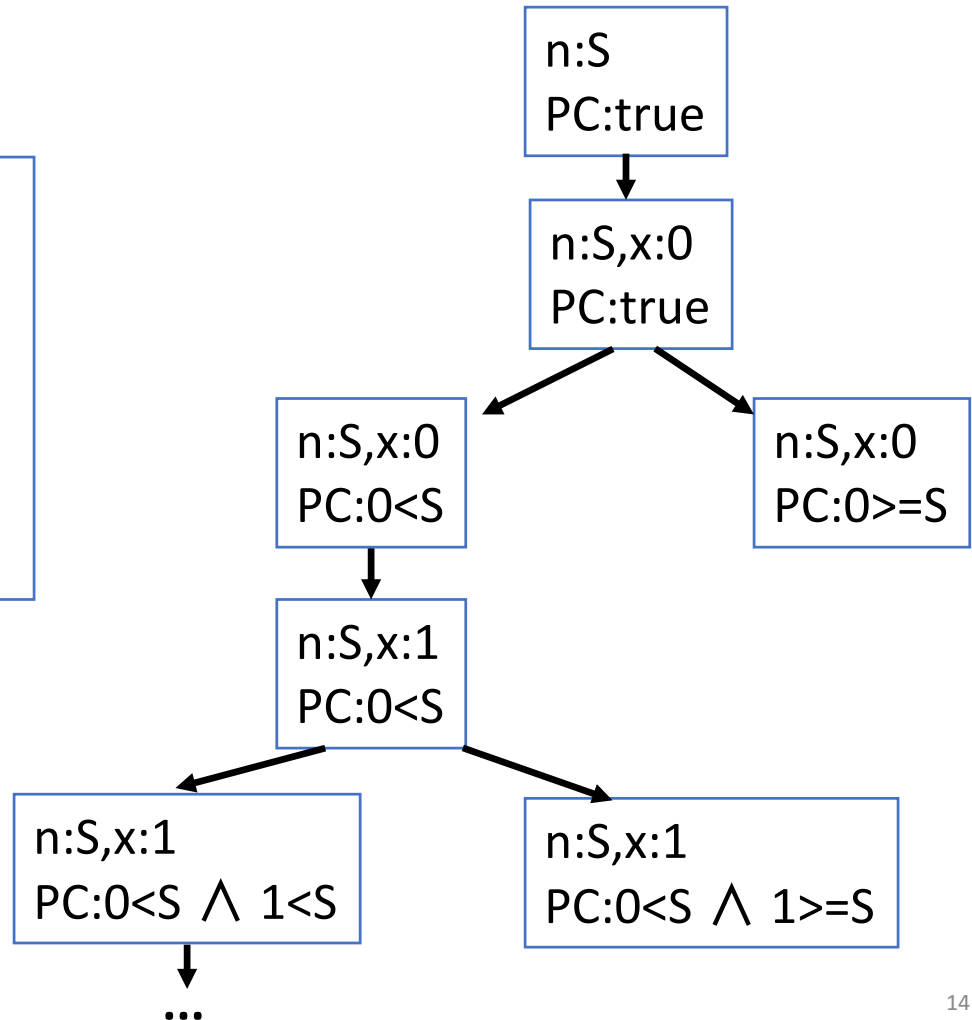 n:S
PC:true
n:S,x:0
PC:true
n:S,x:0
PC:0<S
n:S,x:0
PC:0>=S
n:S,x:1
PC:0<S
n:S,x:1
PC:0<S ⋀ 1<S
n:S,x:1
PC:0<S ⋀ 1>=S
...
14